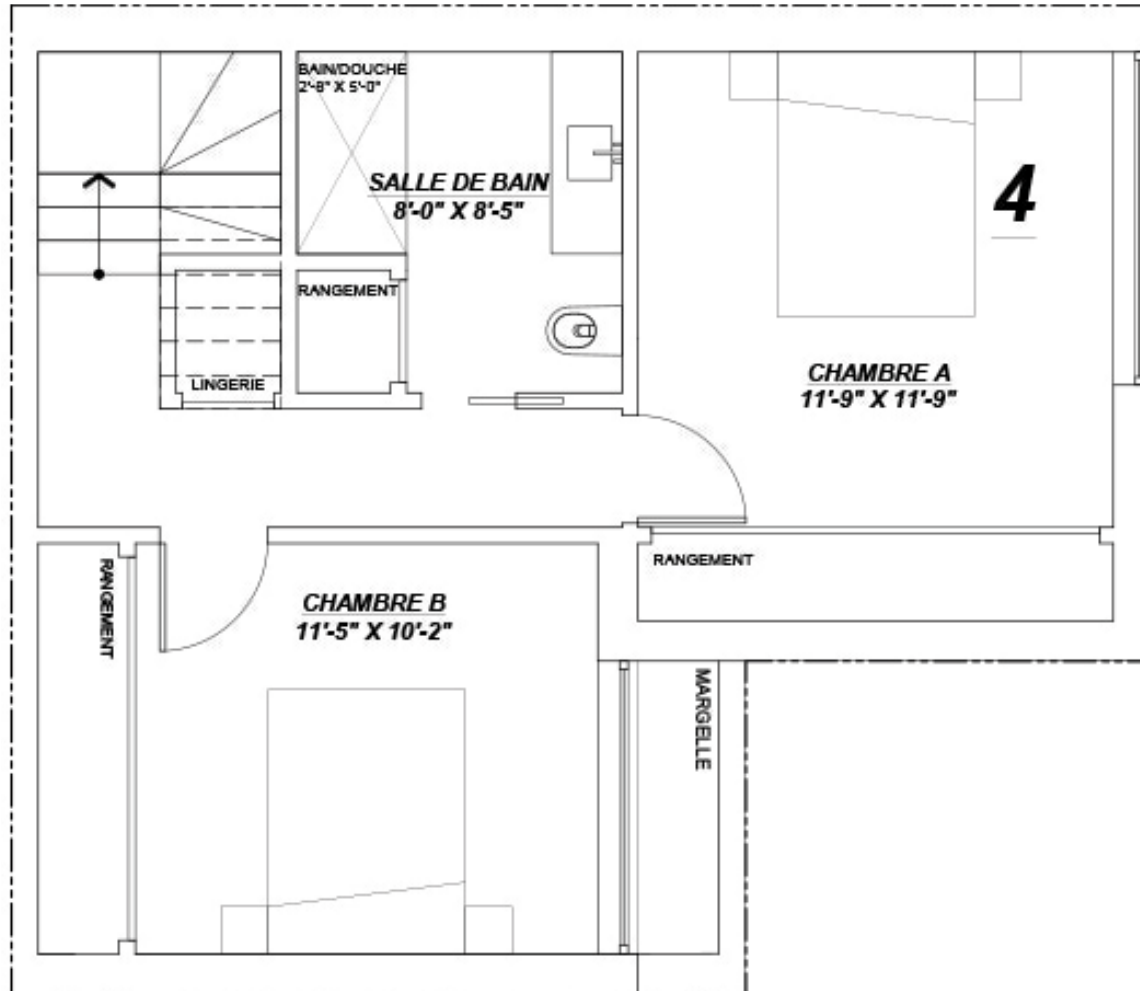 BAIN/DOUCHE
2'-8" X 5'-0"
SALLE DE BAIN
8'-0" X 8'-5"
4
RANGEMENT
LINGERIE
CHAMBRE A
11'-9" X 11'-9"
RANGEMENT
RANGEMENT
CHAMBRE B
11'-5" X 10'-2"
MARGELLE